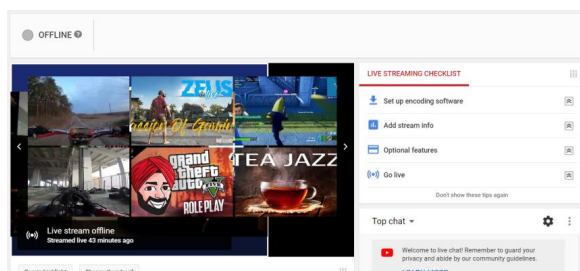 OFFLINE
LIVE STREAMING CHECKLIST
Set up encoding software
Add stream info
Optional features
Go live
Don't show these tips again
ZEUS
grand
theft
auto
ROLE PLAY
TEA JAZZ
Live stream offline
Streamed live 43 minutes ago
Top chat
Welcome to live chat! Remember to guard your
privacy and abide by our community guidelines.
LEARN MORE